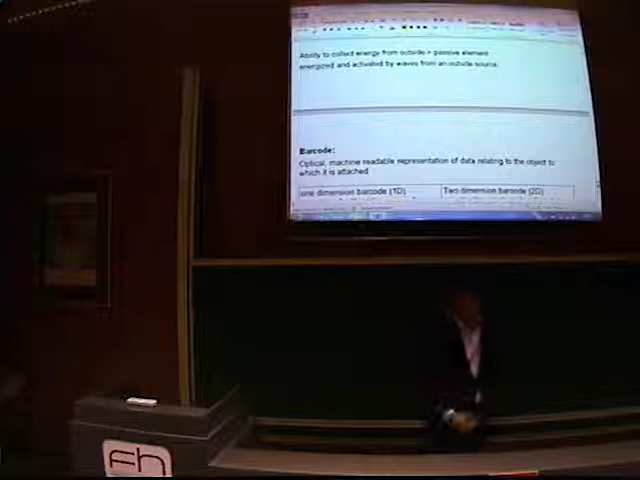 Ability to collect energy from outside > passive element
energized and activated by waves from an outside source.
Barcode:
Optical, machine readable representation of data relating to the object to
which it is attached
one dimension barcode (1D) Two dimension barcode (2D)
Fh